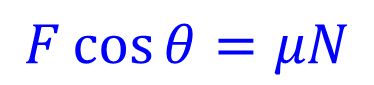 F cos θ = μN